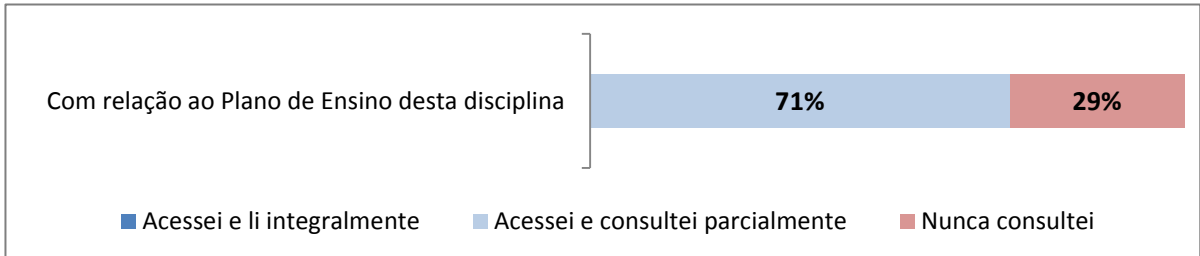 Com relação ao Plano de Ensino desta disciplina
71%
29%
Acessei e li integralmente
Acessei e consultei parcialmente
Nunca consultei